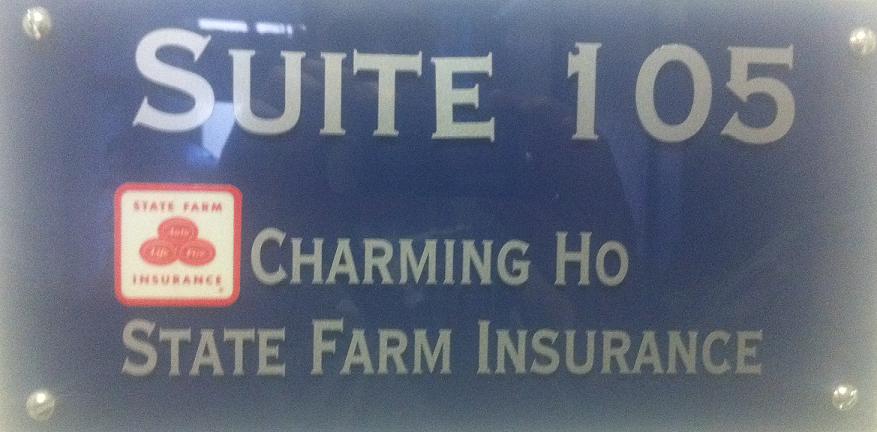 SUITE 105
STATE FARM
Auto
Life Fire
INSURANCE
CHARMING HO
STATE FARM INSURANCE